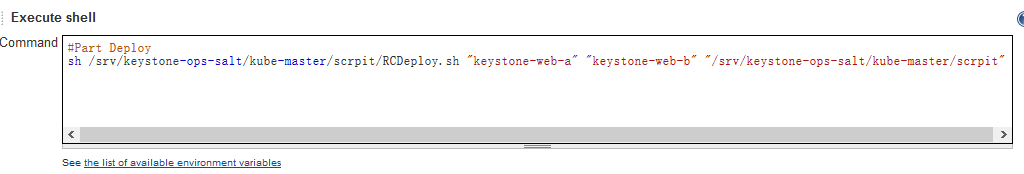 Execute shell
Command
#Part Deploy
sh /srv/keystone-ops-salt/kube-master/scrpit/RCDeploy.sh "keystone-web-a" "keystone-web-b" "/srv/keystone-ops-salt/kube-master/scrpit"
See the list of available environment variables